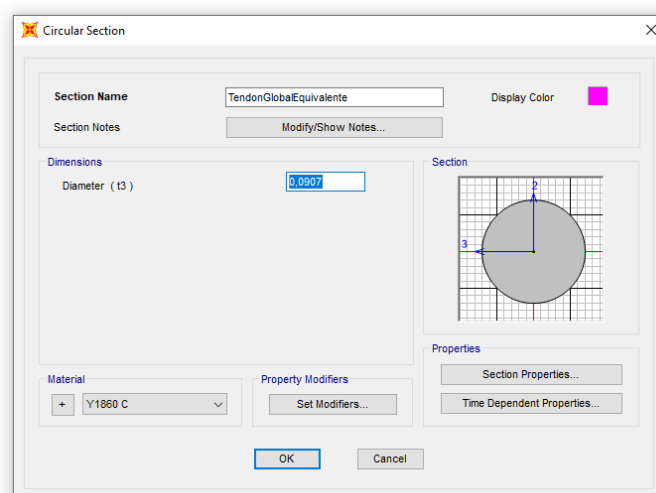 Circular Section
Section Name TendonGlobalEquivalente Display Color
Section Notes Modify/Show Notes...
Dimensions
Diameter ( t3 ) 0,0907
Section
2
3
Properties
Section Properties...
Time Dependent Properties...
Material
+ Y1860 C
Property Modifiers
Set Modifiers...
OK Cancel